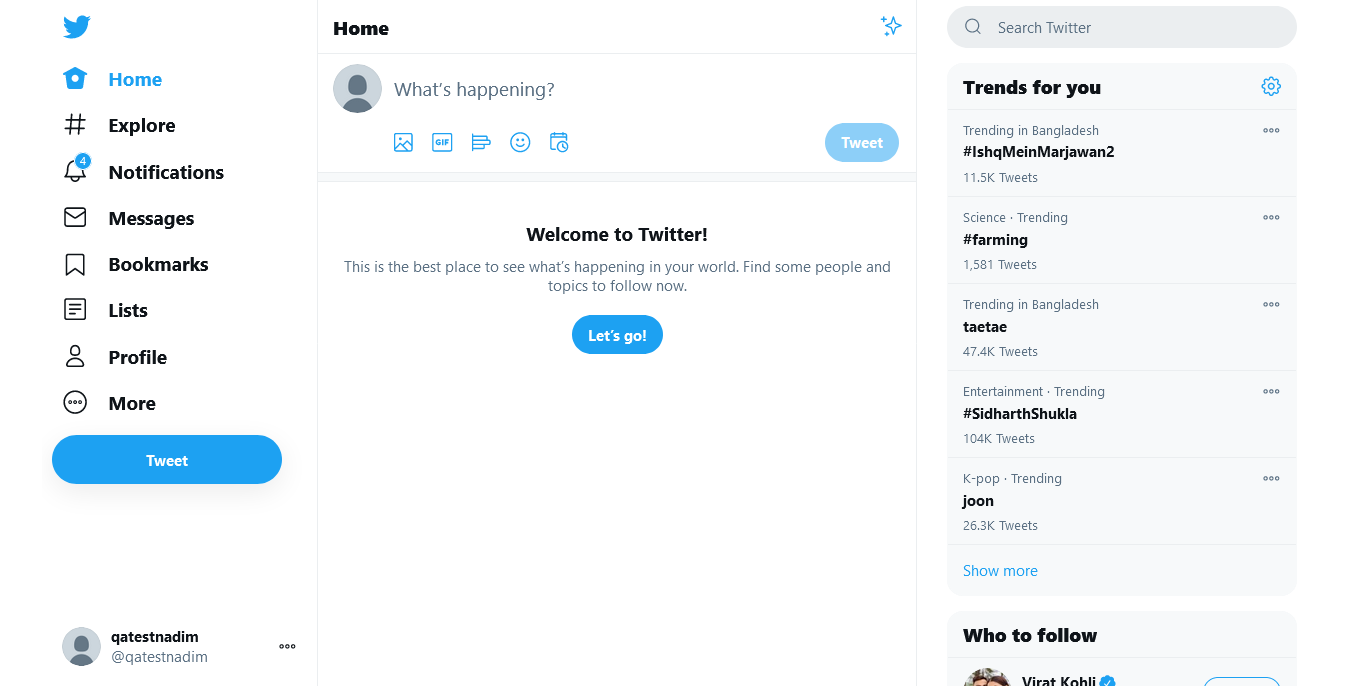 Home
Explore
4
Notifications
Messages
Bookmarks
Lists
Profile
More
Tweet
qatestnadim
@qatestnadim
Home
What's happening?
GIF
Tweet
Welcome to Twitter!
This is the best place to see what's happening in your world. Find some people and
topics to follow now.
Let's go!
Search Twitter
Trends for you
Trending in Bangladesh
#IshqMeinMarjawan2
11.5K Tweets
Science · Trending
#farming
1,581 Tweets
Trending in Bangladesh
taetae
47.4K Tweets
Entertainment · Trending
#SidharthShukla
104K Tweets
K-pop · Trending
joon
26.3K Tweets
Show more
Who to follow
Virat Kohli